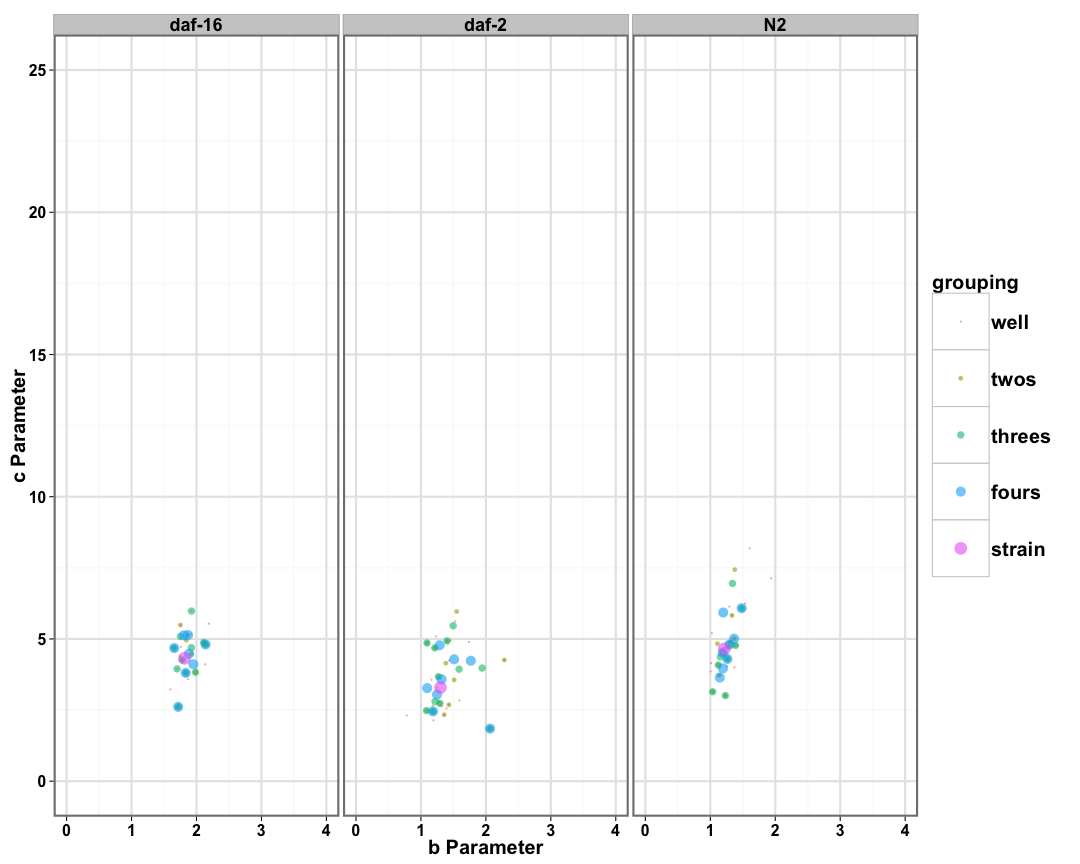 daf-16 daf-2 N2
25
20
15
10
5
0
c Parameter
0 1 2 3 4 0 1 2 3 4 0 1 2 3 4
b Parameter
grouping
well
twos
threes
fours
strain